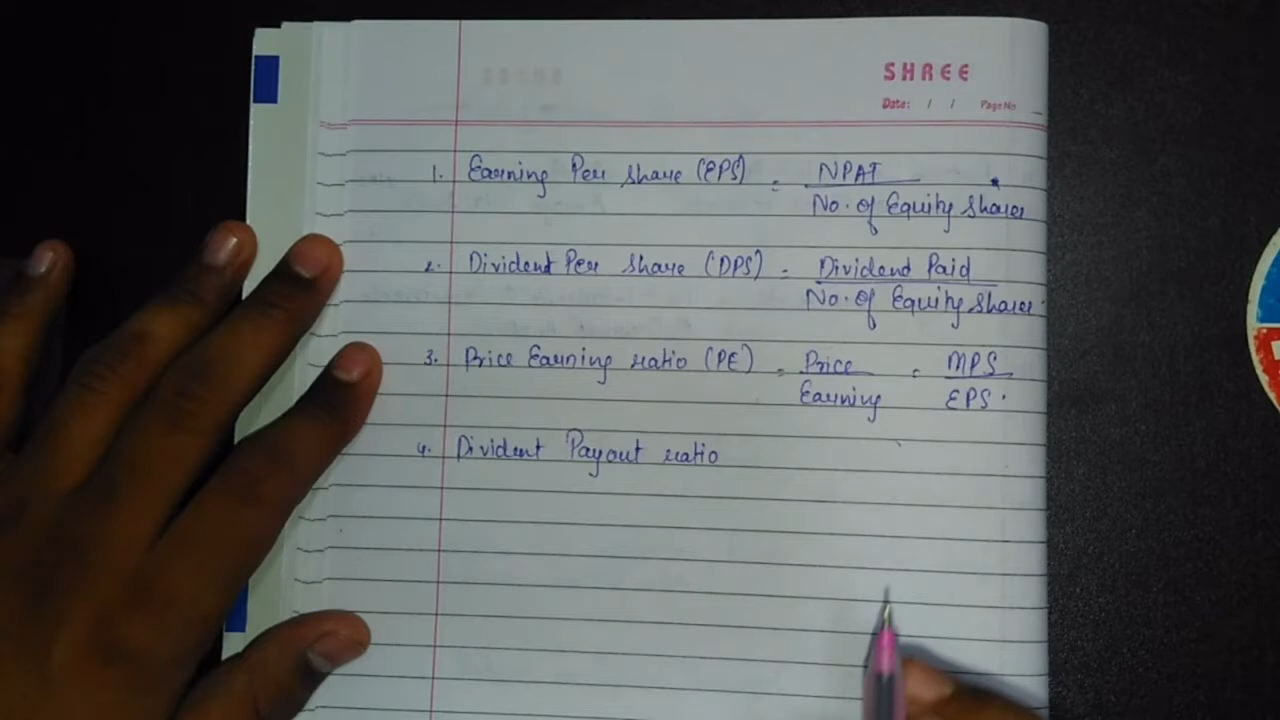 SHREE
Date: / / Page No
1. Earning Per Share (EPS) = NPAT
No. of Equity Shares
2. Divident Per Share (DPS) = Dividend Paid
No. of Equity Shares.
3. Price Earning ratio (PE) = Price = MPS
Earning EPS.
4. Divident Payout ratio